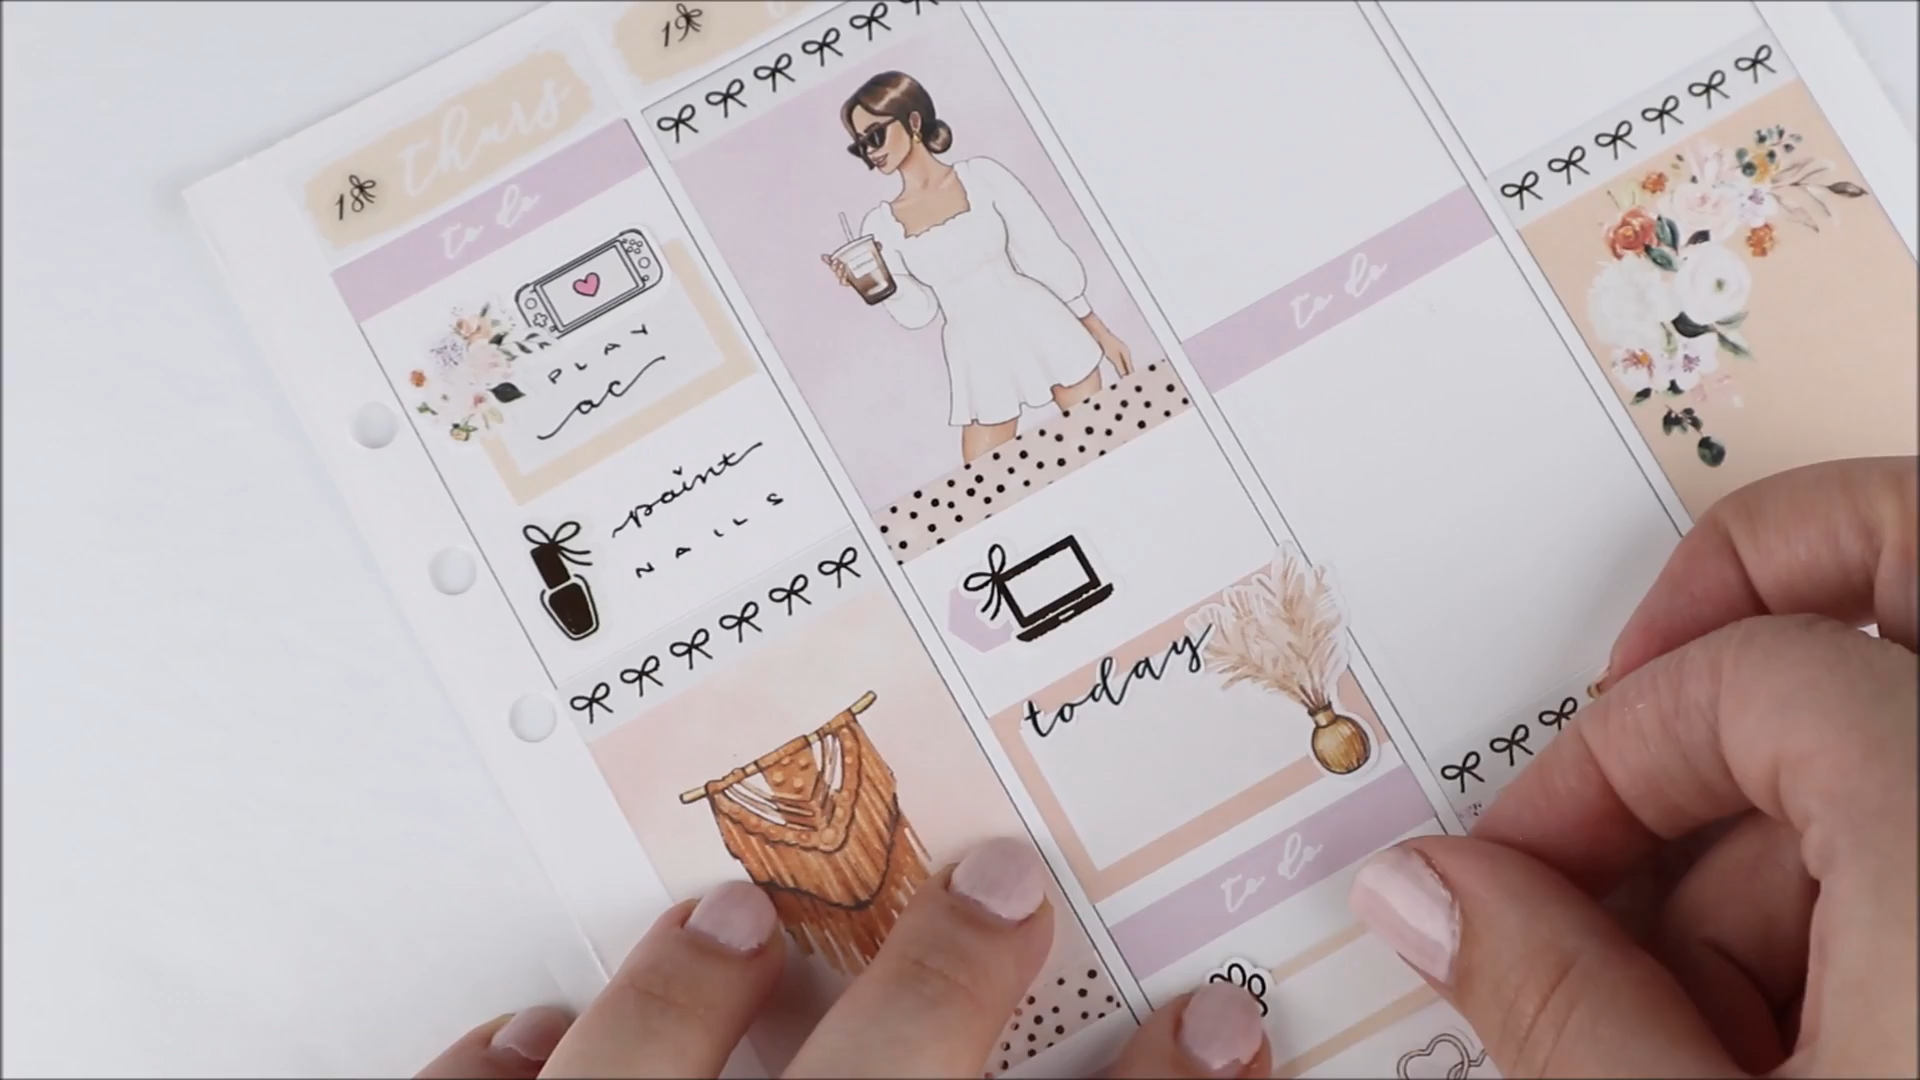 18
thurs
to do
PLAY
ac
paint
NAILS
19
today
to do
to do